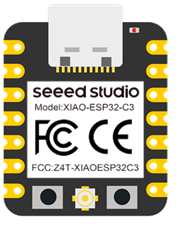 seeed studio
Model:XIAO-ESP32-C3
FC CE
FCC:Z4T-XIAOESP32C3